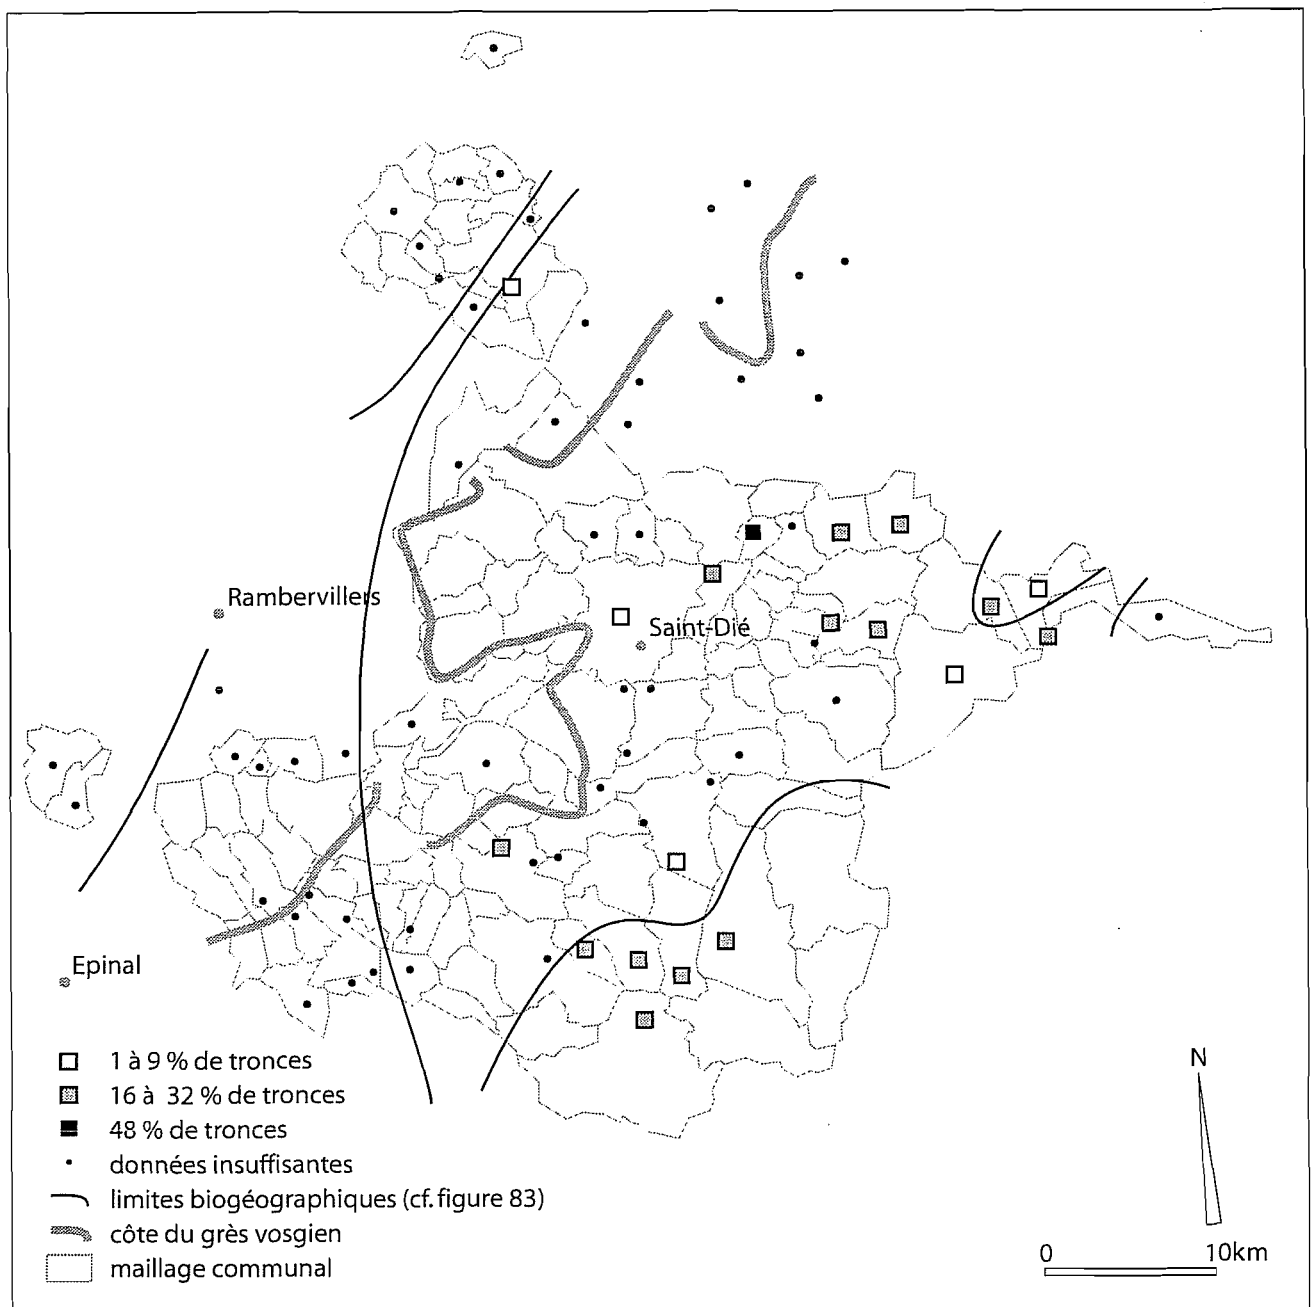 Rambervillers
Saint-Dié
Epinal
1 à 9 % de tronces
16 à 32 % de tronces
48 % de tronces
données insuffisantes
limites biogéographiques (cf. figure 83)
côte du grès vosgien
maillage communal
N
0 10km